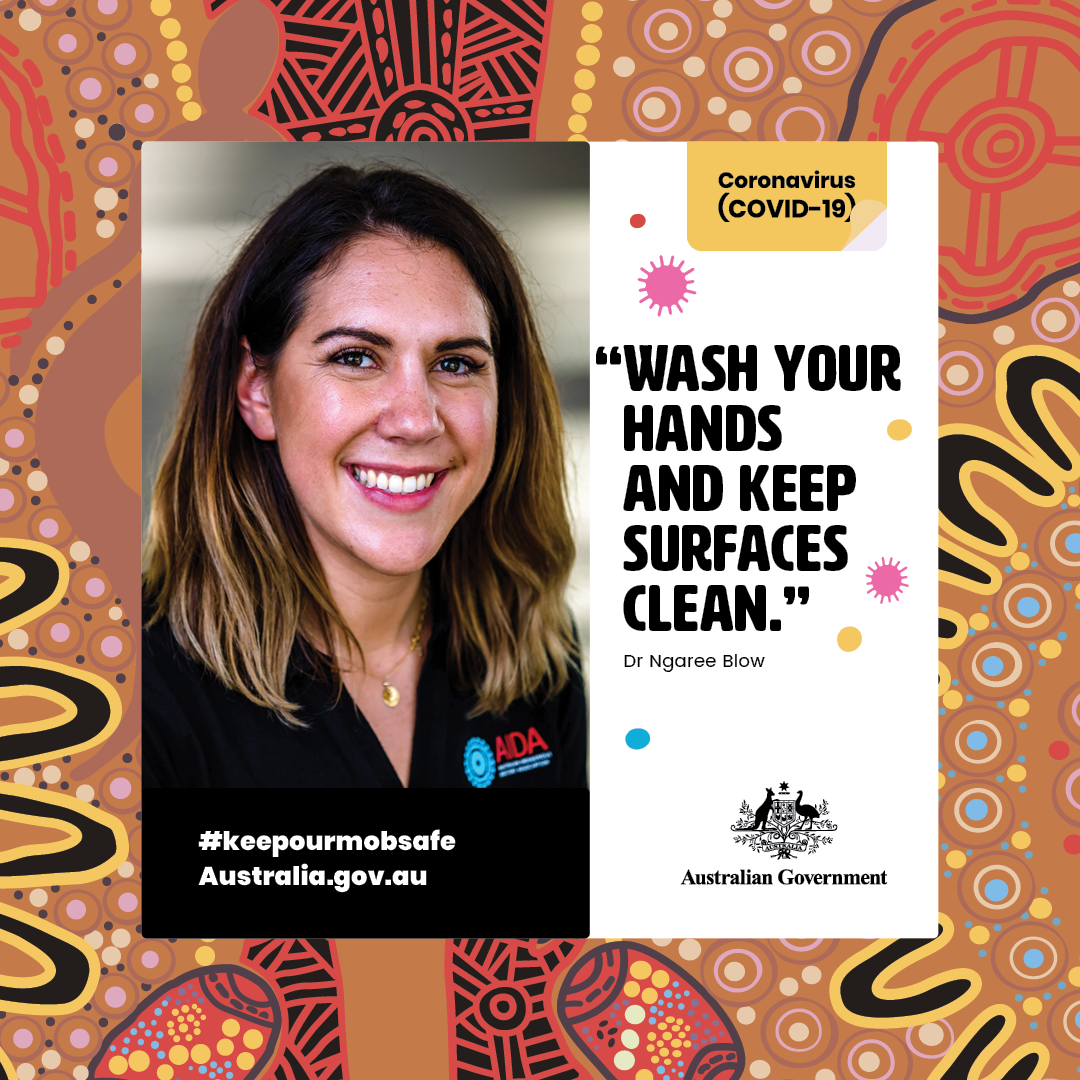 Coronavirus
(COVID-19)
“WASH YOUR
HANDS
AND KEEP
SURFACES
CLEAN.”
Dr Ngaree Blow
AIDA
AUSTRALIA
Australian Government
#keepourmobsafe
Australia.gov.au